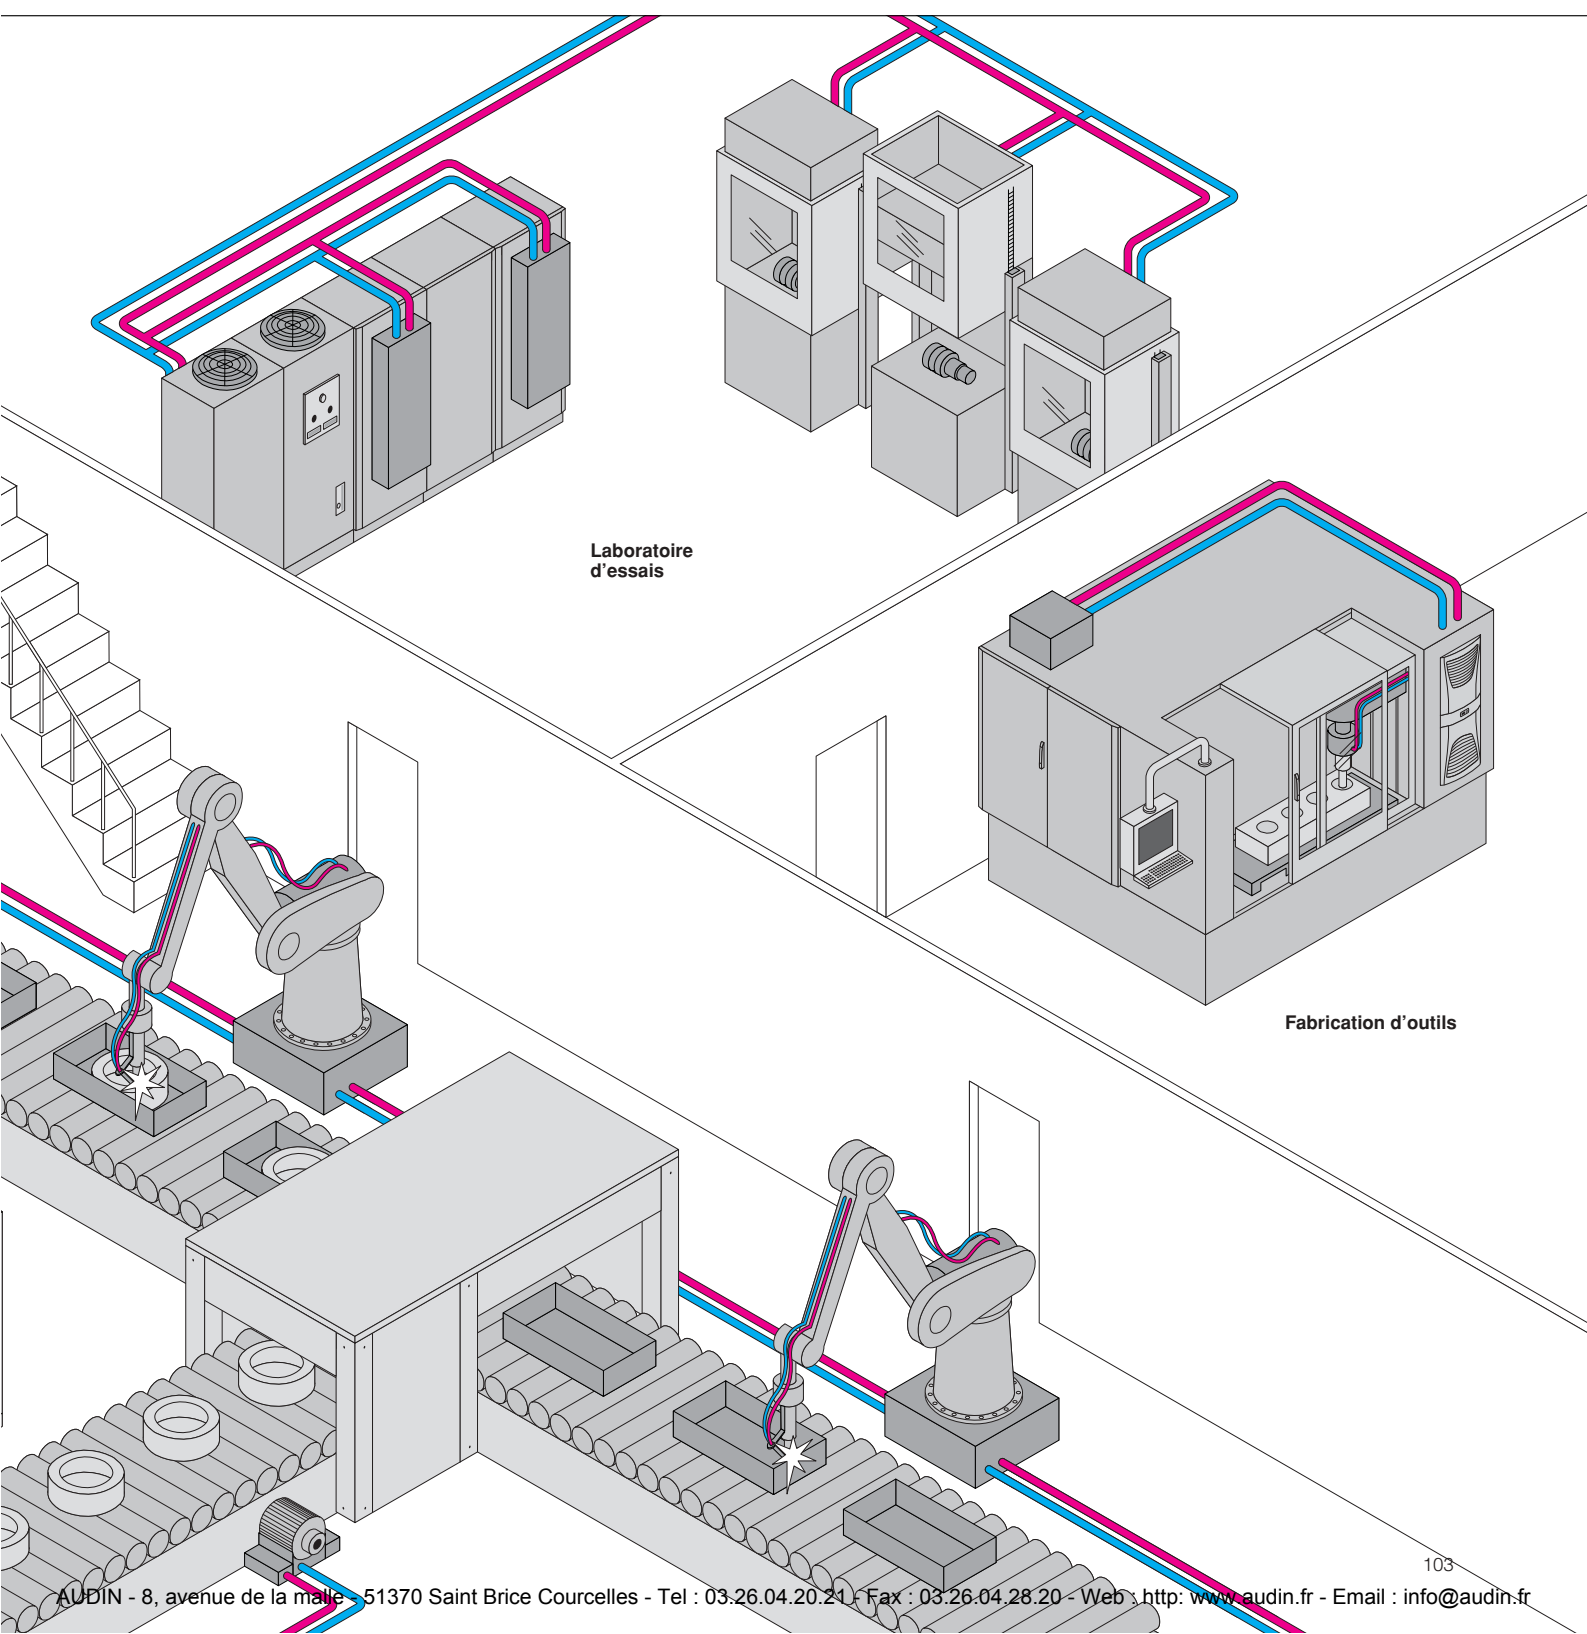 Laboratoire
d’essais
Fabrication d’outils
103
AUDIN - 8, avenue de la malle - 51370 Saint Brice Courcelles - Tel : 03.26.04.20.21 - Fax : 03.26.04.28.20 - Web : http: www.audin.fr - Email : info@audin.fr